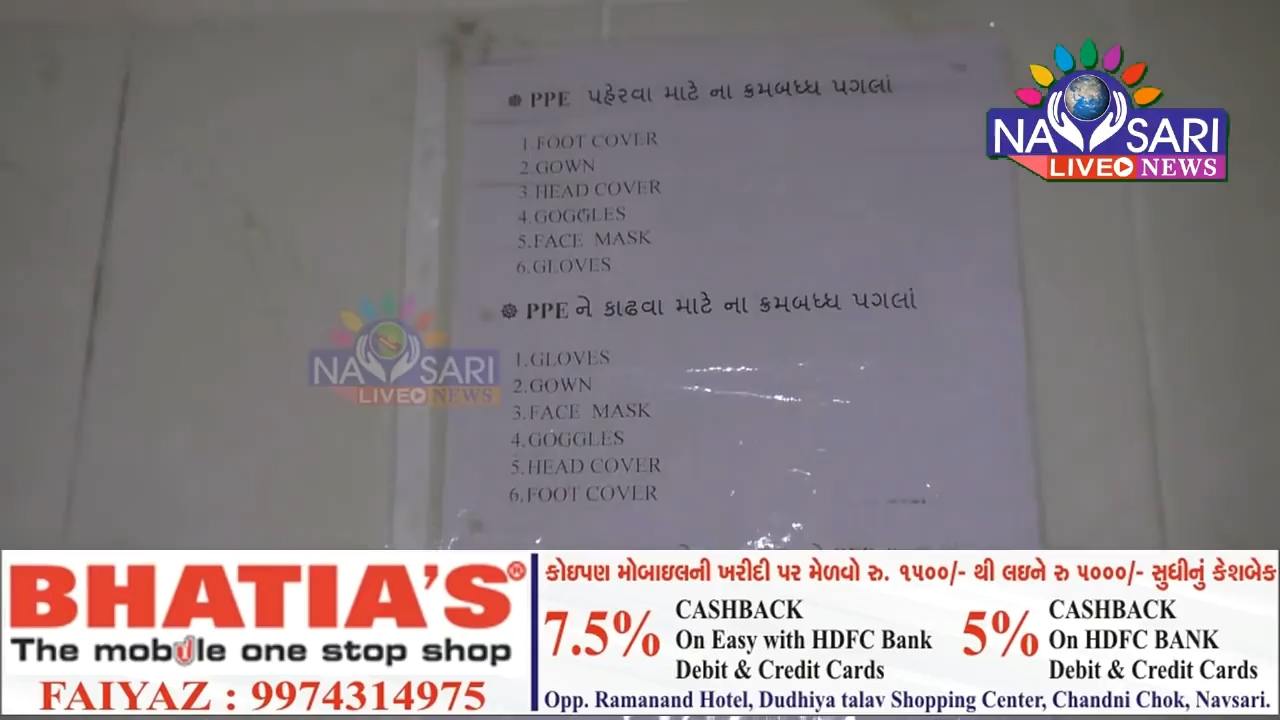 PPE પહેરવા માટે ના ક્રમબધ્ધ પગલાં
1.FOOT COVER
2.GOWN
3.HEAD COVER
4.GOGGLES
5.FACE MASK
6.GLOVES
PPE ને કાઢવા માટે ના ક્રમબધ્ધ પગલાં
1.GLOVES
2.GOWN
3.FACE MASK
4.GOGGLES
5.HEAD COVER
6.FOOT COVER
NAVSARI
LIVE NEWS
NAVSARI
LIVE NEWS
BHATIA'S®
The mobile one stop shop
FAIYAZ : 9974314975
કોઇપણ મોબાઇલની ખરીદી પર મેળવો રુ. ૧૫૦૦/- થી લઇને રુ ૫૦૦૦/- સુધીનું કેશબેક
7.5% CASHBACK
On Easy with HDFC Bank
Debit & Credit Cards
5% CASHBACK
On HDFC BANK
Debit & Credit Cards
Opp. Ramanand Hotel, Dudhiya talav Shopping Center, Chandni Chok, Navsari.